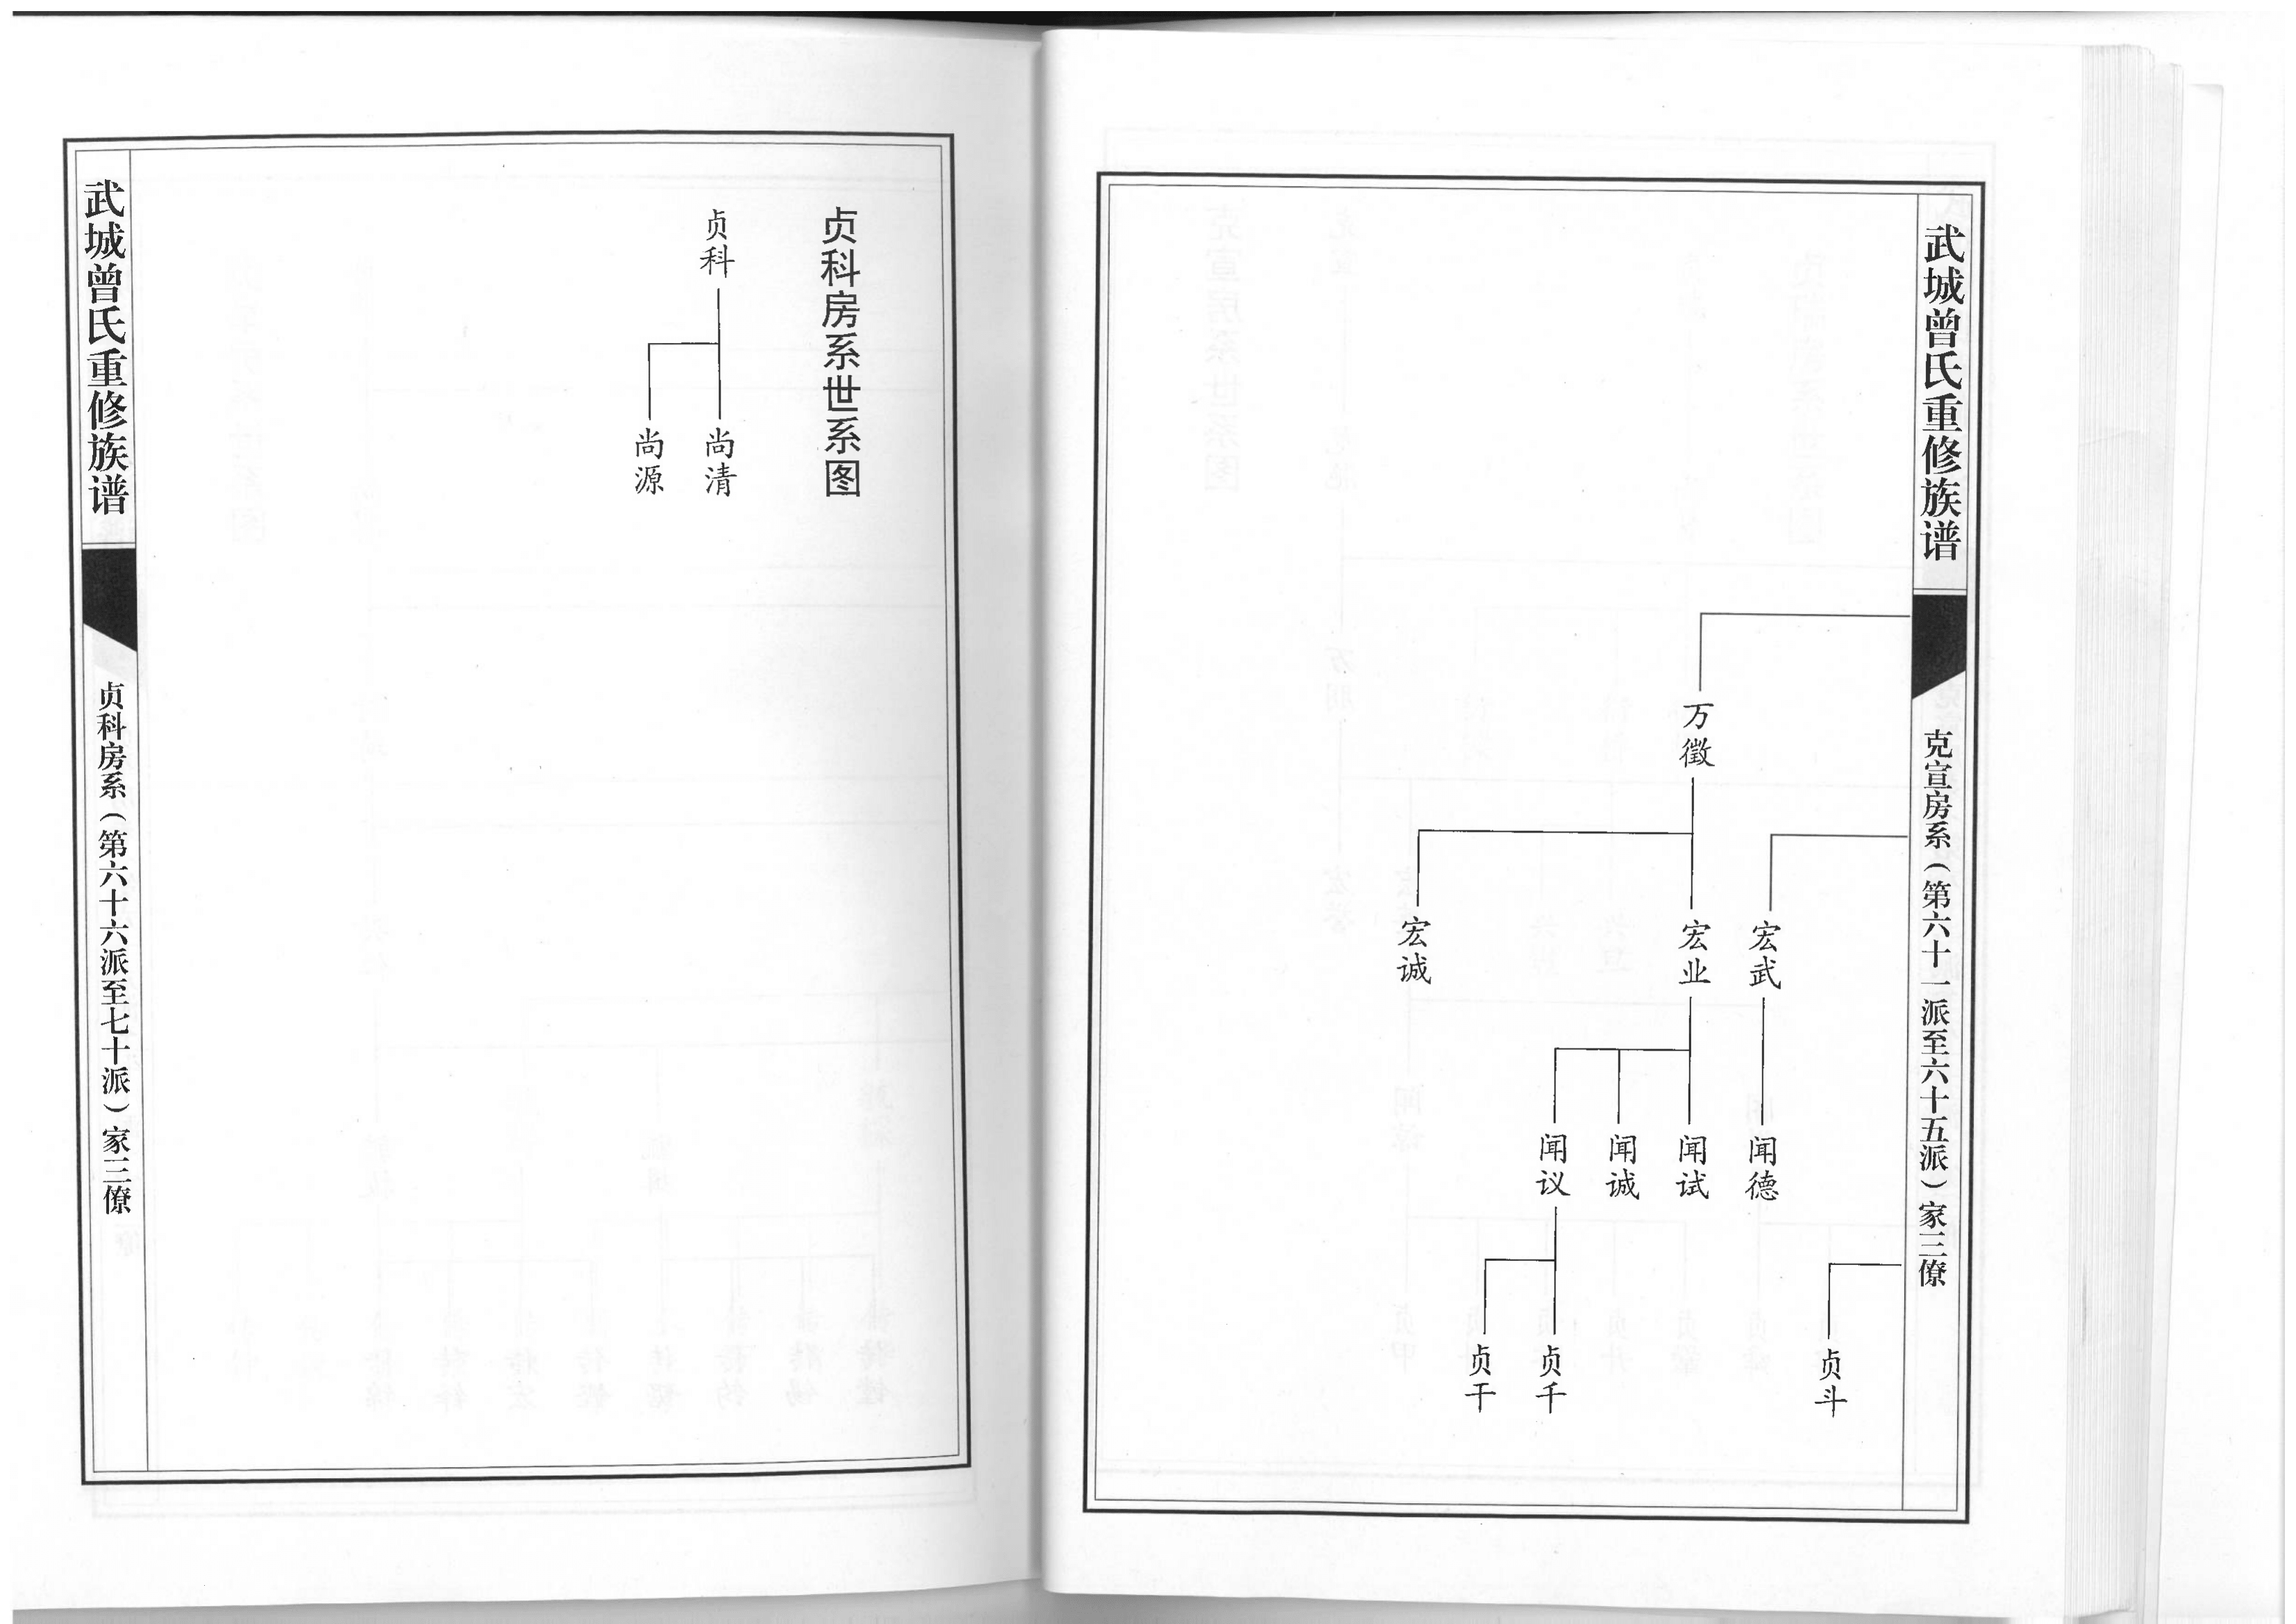 武城曾氏重修族谱
克宣房系（第六十一派至六十五派）家三僚
万徵
宏武
宏业
宏诚
闻德
闻试
闻诚
闻议
贞斗
贞千
贞干
贞科房系世系图
贞科
尚清
尚源
武城曾氏重修族谱
贞科房系（第六十六派至七十派）家三僚